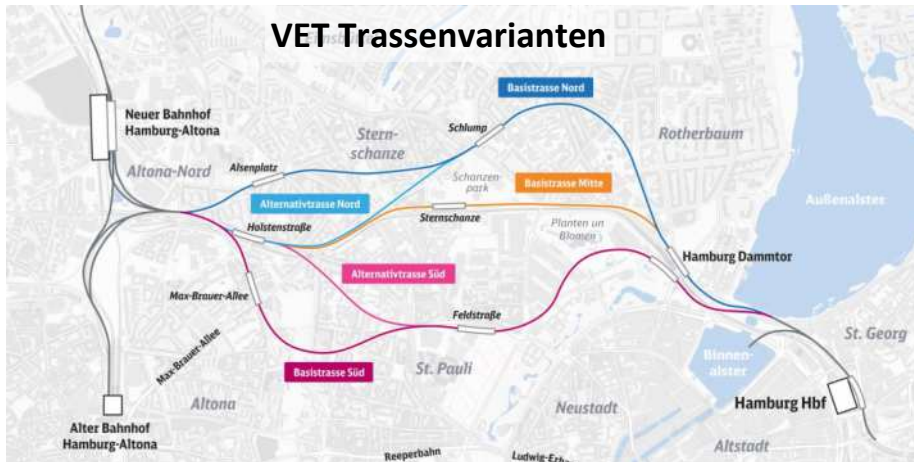 VET Trassenvarianten
Basistrasse Nord
Neuer Bahnhof
Hamburg-Altona
Schlump
Rotherbaum
Stern-
schanze
Alsenplatz
Altona-Nord
Schanzen-
park
Basistrasse Mitte
Außenalster
Alternativtrasse Nord
Holstenstraße
Sternschanze
Planten un
Blomen
Hamburg Dammtor
Alternativtrasse Süd
Max-Brauer-Allee
Feldstraße
St. Georg
Max-Brauer-Allee
Binnen-
alster
Basistrasse Süd
St. Pauli
Hamburg Hbf
Altona
Neustadt
Alter Bahnhof
Hamburg-Altona
Altstadt
Reeperbahn